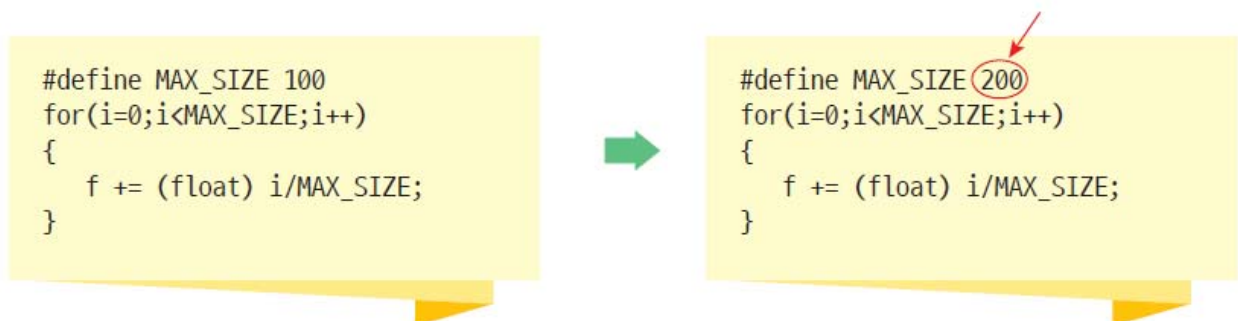 #define MAX_SIZE 100
for(i=0;i<MAX_SIZE;i++)
{
f += (float) i/MAX_SIZE;
}
#define MAX_SIZE 200
for(i=0;i<MAX_SIZE;i++)
{
f += (float) i/MAX_SIZE;
}